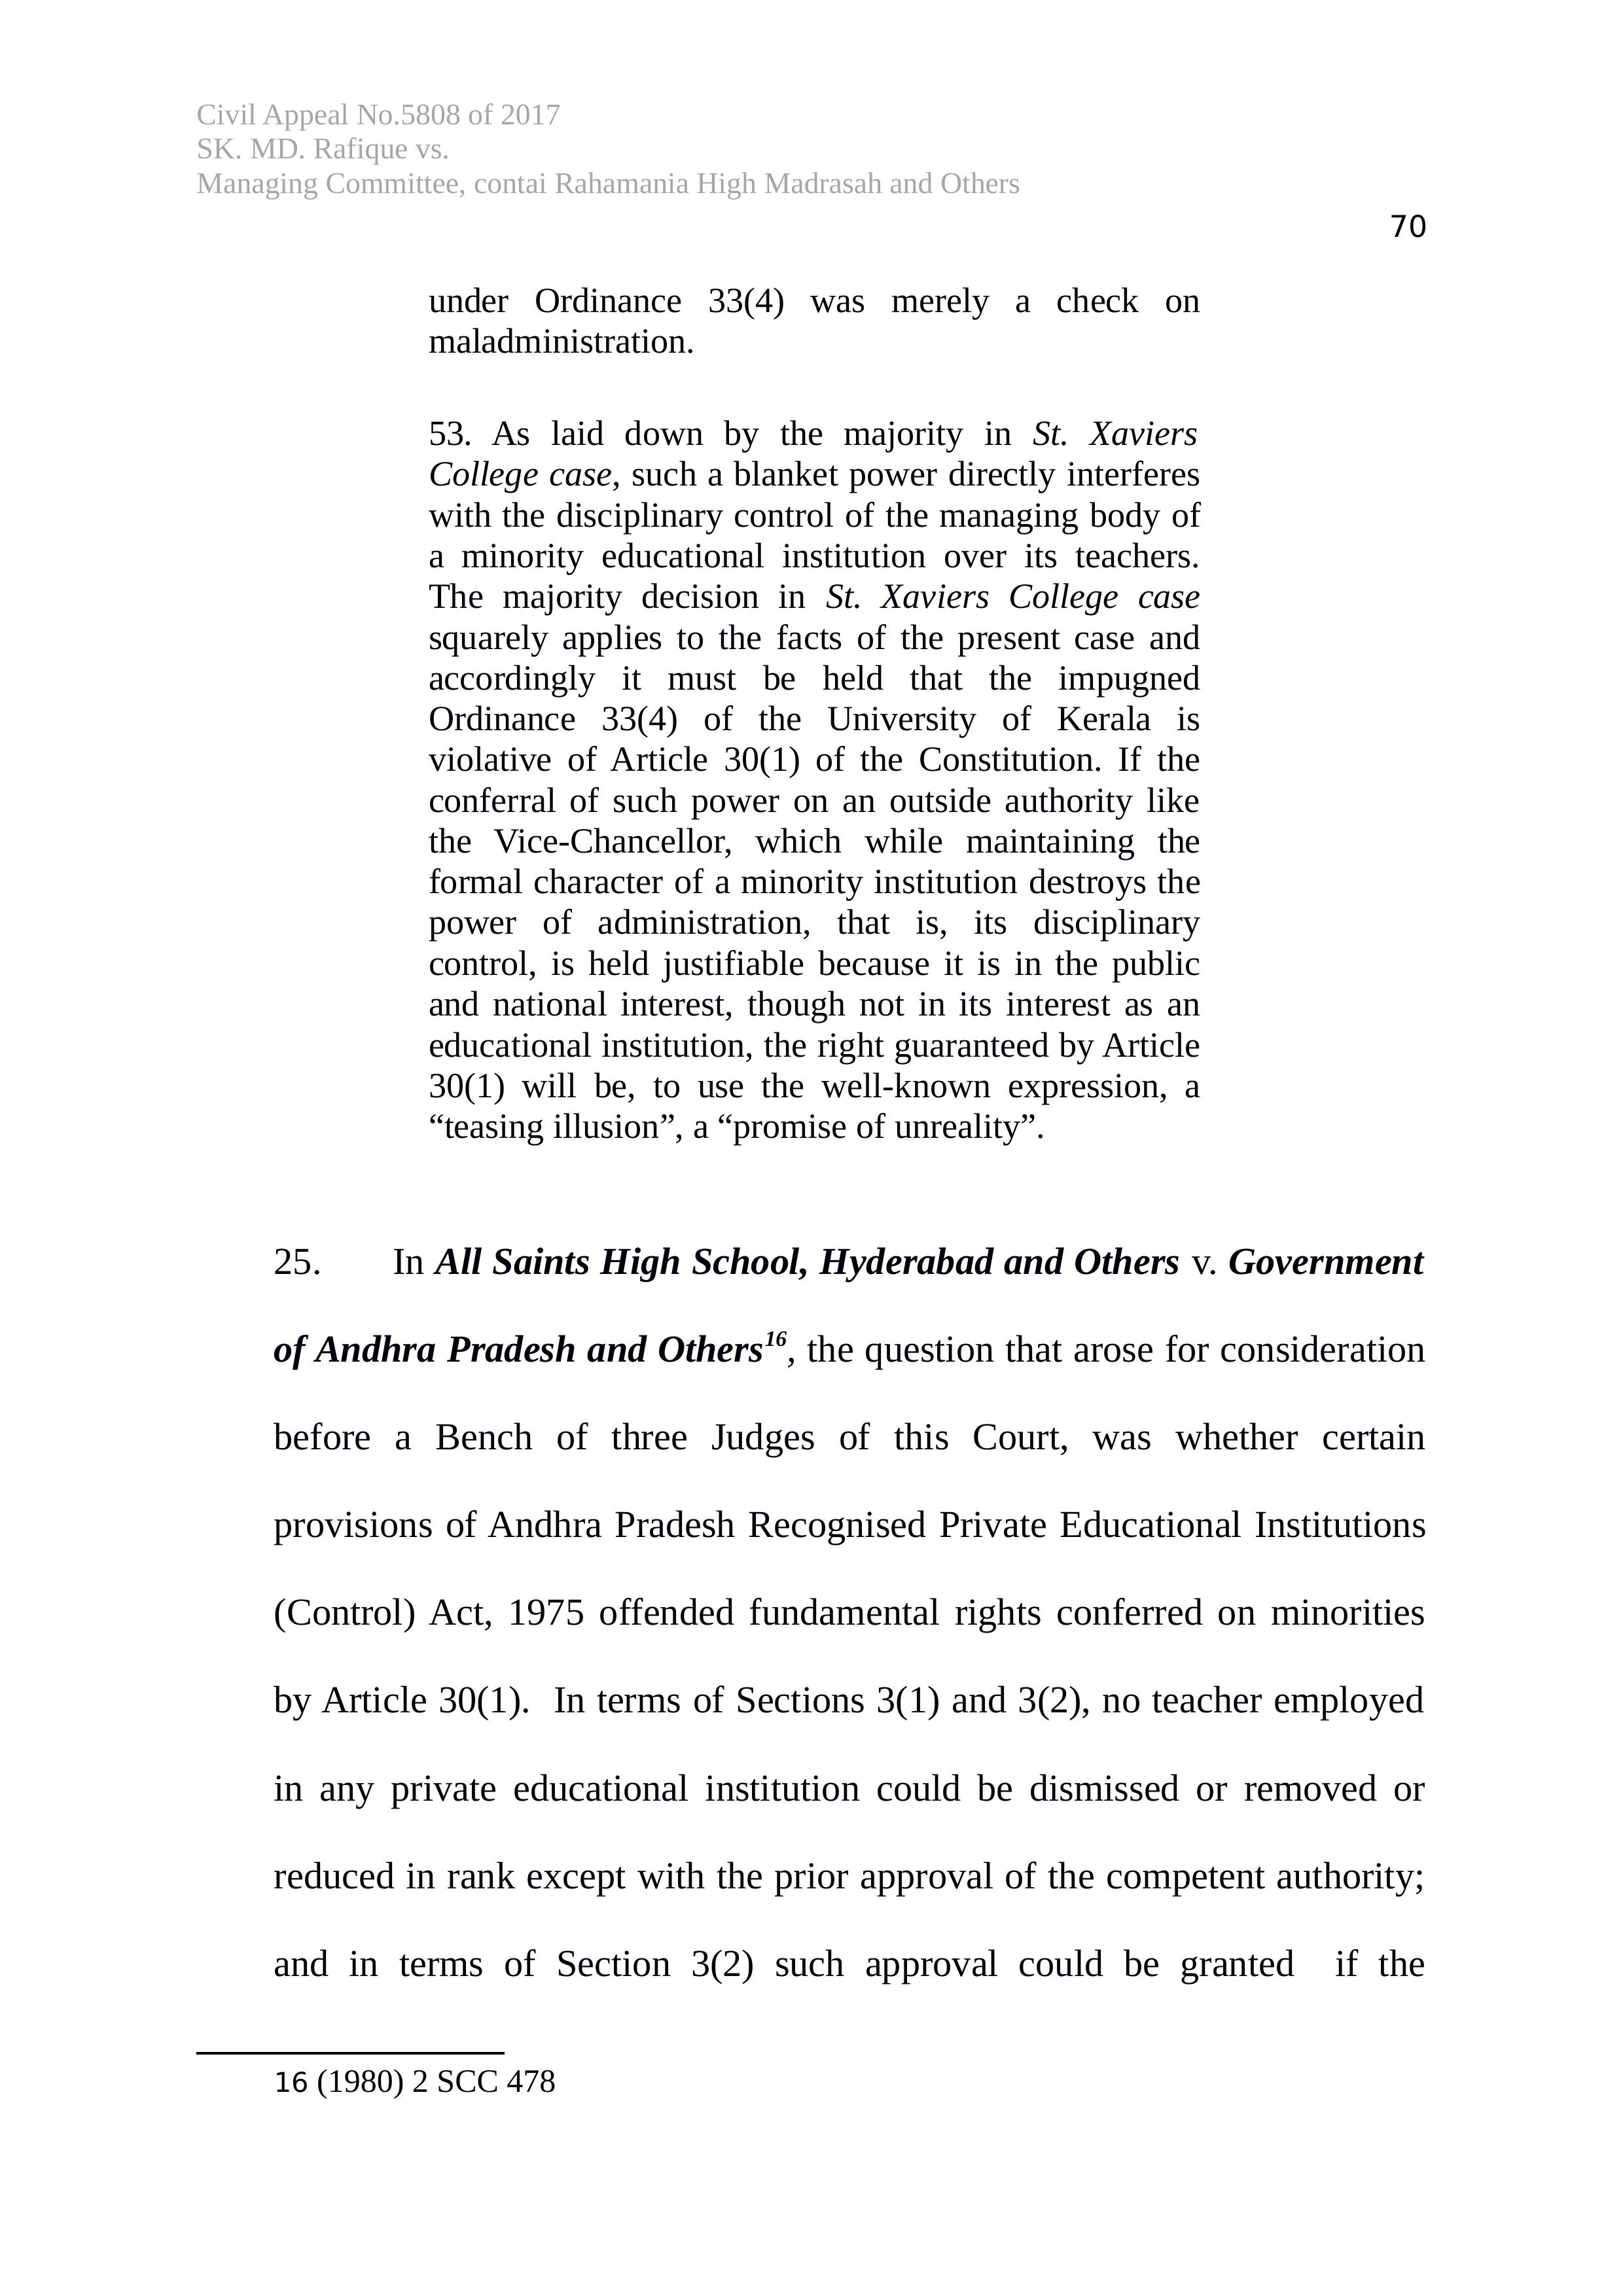 Civil Appeal No.5808 of 2017
SK. MD. Rafique vs.
Managing Committee, contai Rahamania High Madrasah and Others
70
under Ordinance 33(4) was merely a check on
maladministration.
53. As laid down by the majority in St. Xaviers
College case, such a blanket power directly interferes
with the disciplinary control of the managing body of
a minority educational institution over its teachers.
The majority decision in St. Xaviers College case
squarely applies to the facts of the present case and
accordingly it must be held that the impugned
Ordinance 33(4) of the University of Kerala is
violative of Article 30(1) of the Constitution. If the
conferral of such power on an outside authority like
the Vice-Chancellor, which while maintaining the
formal character of a minority institution destroys the
power of administration, that is, its disciplinary
control, is held justifiable because it is in the public
and national interest, though not in its interest as an
educational institution, the right guaranteed by Article
30(1) will be, to use the well-known expression, a
“teasing illusion”, a “promise of unreality”.
25. In All Saints High School, Hyderabad and Others v. Government
of Andhra Pradesh and Others16, the question that arose for consideration
before a Bench of three Judges of this Court, was whether certain
provisions of Andhra Pradesh Recognised Private Educational Institutions
(Control) Act, 1975 offended fundamental rights conferred on minorities
by Article 30(1). In terms of Sections 3(1) and 3(2), no teacher employed
in any private educational institution could be dismissed or removed or
reduced in rank except with the prior approval of the competent authority;
and in terms of Section 3(2) such approval could be granted if the
16 (1980) 2 SCC 478